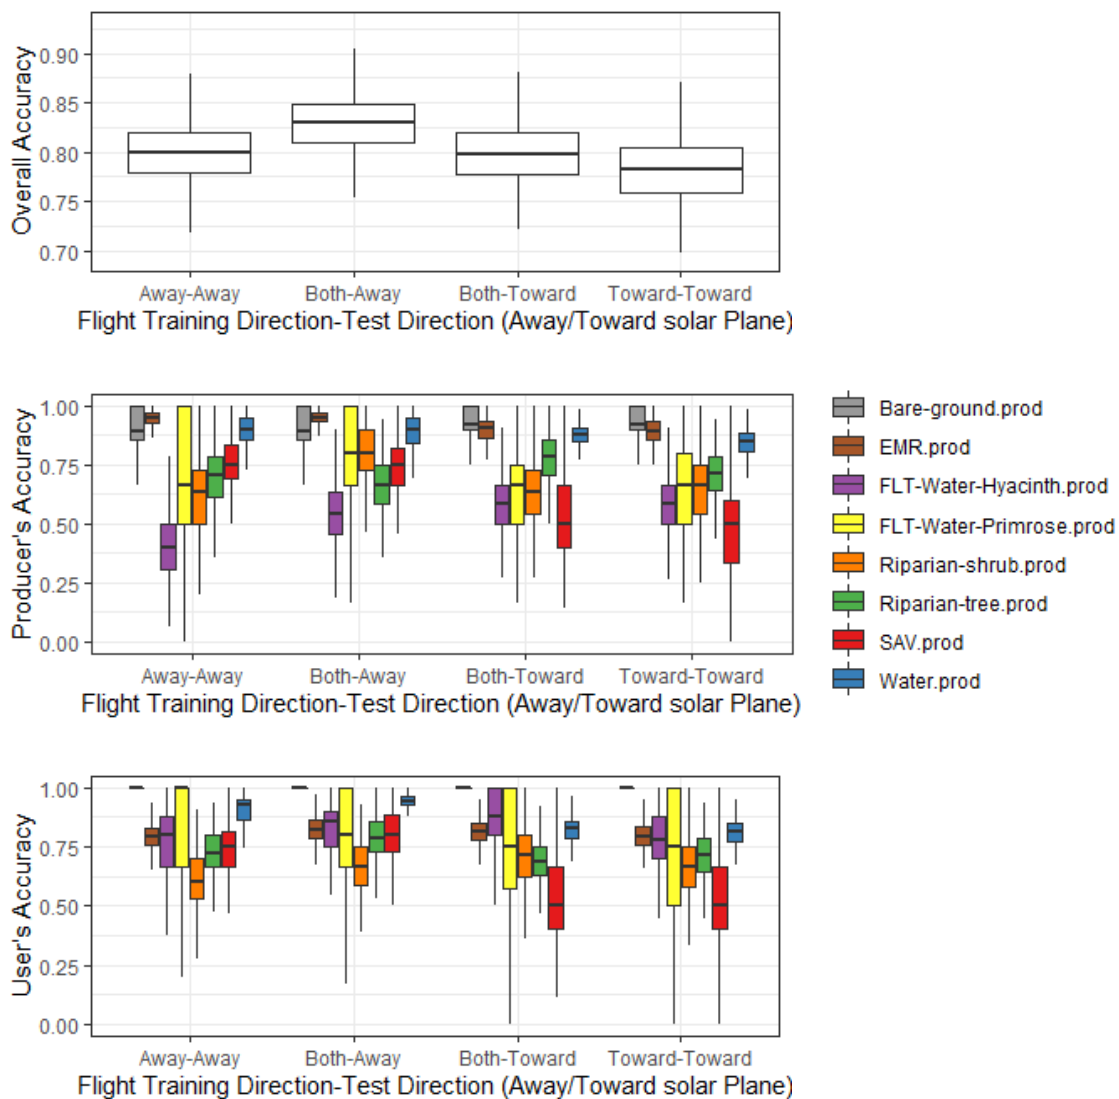 Overall Accuracy
0.90
0.85
0.80
0.75
0.70
Away-Away Both-Away Both-Toward Toward-Toward
Flight Training Direction-Test Direction (Away/Toward solar Plane)
Producer's Accuracy
1.00
0.75
0.50
0.25
0.00
Away-Away Both-Away Both-Toward Toward-Toward
Flight Training Direction-Test Direction (Away/Toward solar Plane)
Bare-ground.prod
EMR.prod
FLT-Water-Hyacinth.prod
FLT-Water-Primrose.prod
Riparian-shrub.prod
Riparian-tree.prod
SAV.prod
Water.prod
User's Accuracy
1.00
0.75
0.50
0.25
0.00
Away-Away Both-Away Both-Toward Toward-Toward
Flight Training Direction-Test Direction (Away/Toward solar Plane)